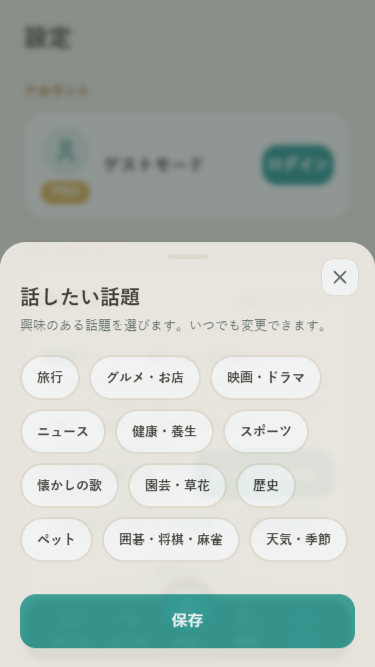 設定
アカウント
ゲストモード
ログイン
話したい話題
興味のある話題を選びます。いつでも変更できます。
旅行
グルメ・お店
映画・ドラマ
ニュース
健康・養生
スポーツ
懐かしの歌
園芸・草花
歴史
ペット
囲碁・将棋・麻雀
天気・季節
保存